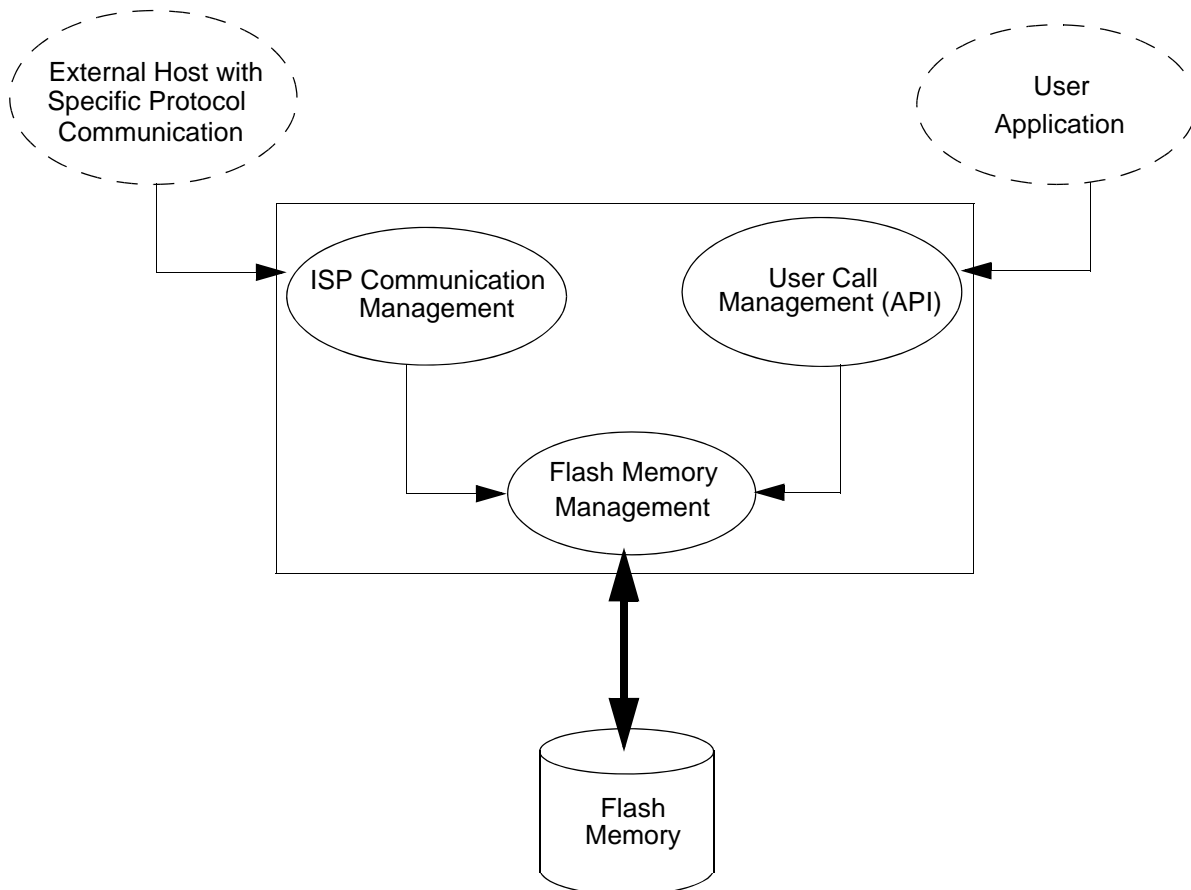 External Host with
Specific Protocol
Communication
User
Application
ISP Communication
Management
User Call
Management (API)
Flash Memory
Management
Flash
Memory